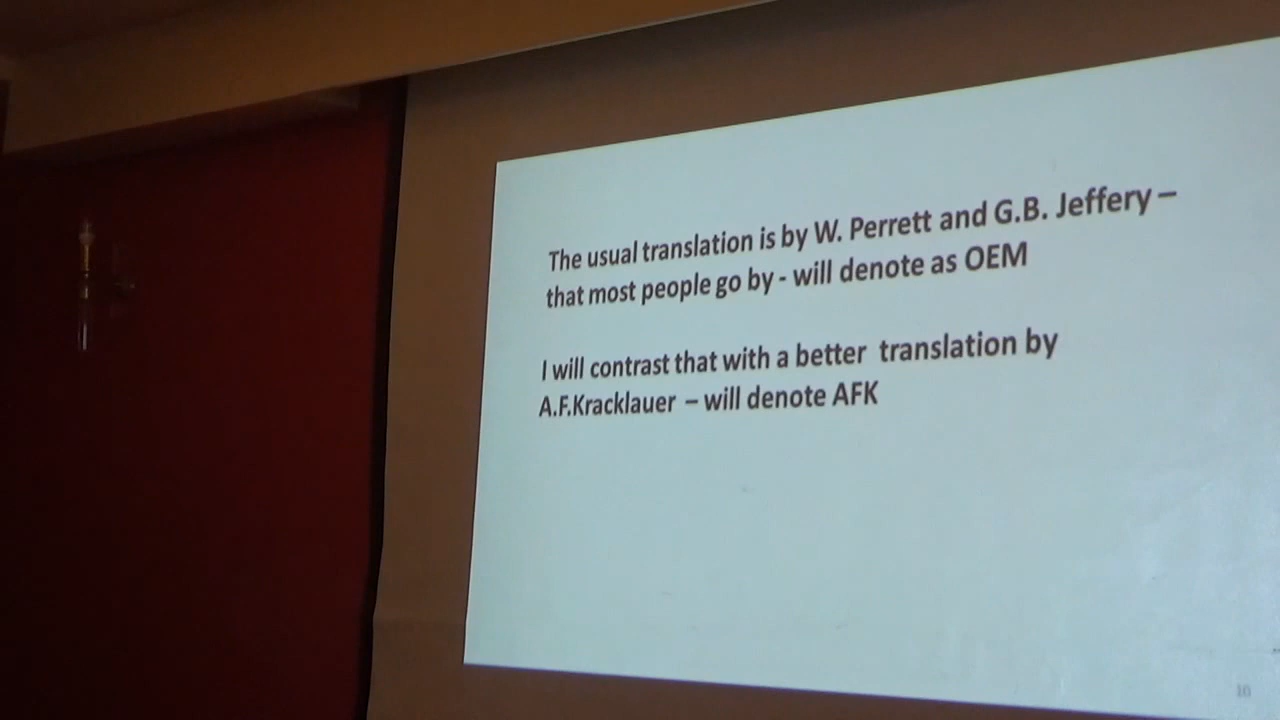 The usual translation is by W. Perrett and G.B. Jeffery –
that most people go by - will denote as OEM
I will contrast that with a better translation by
A.F.Kracklauer – will denote AFK
10